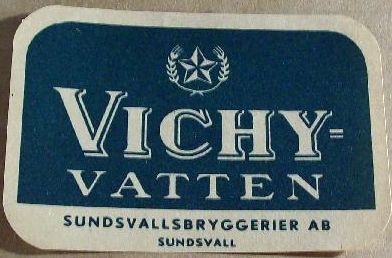 VICHY=
VATTEN
SUNDSVALLSBRYGGERIER AB
SUNDSVALL